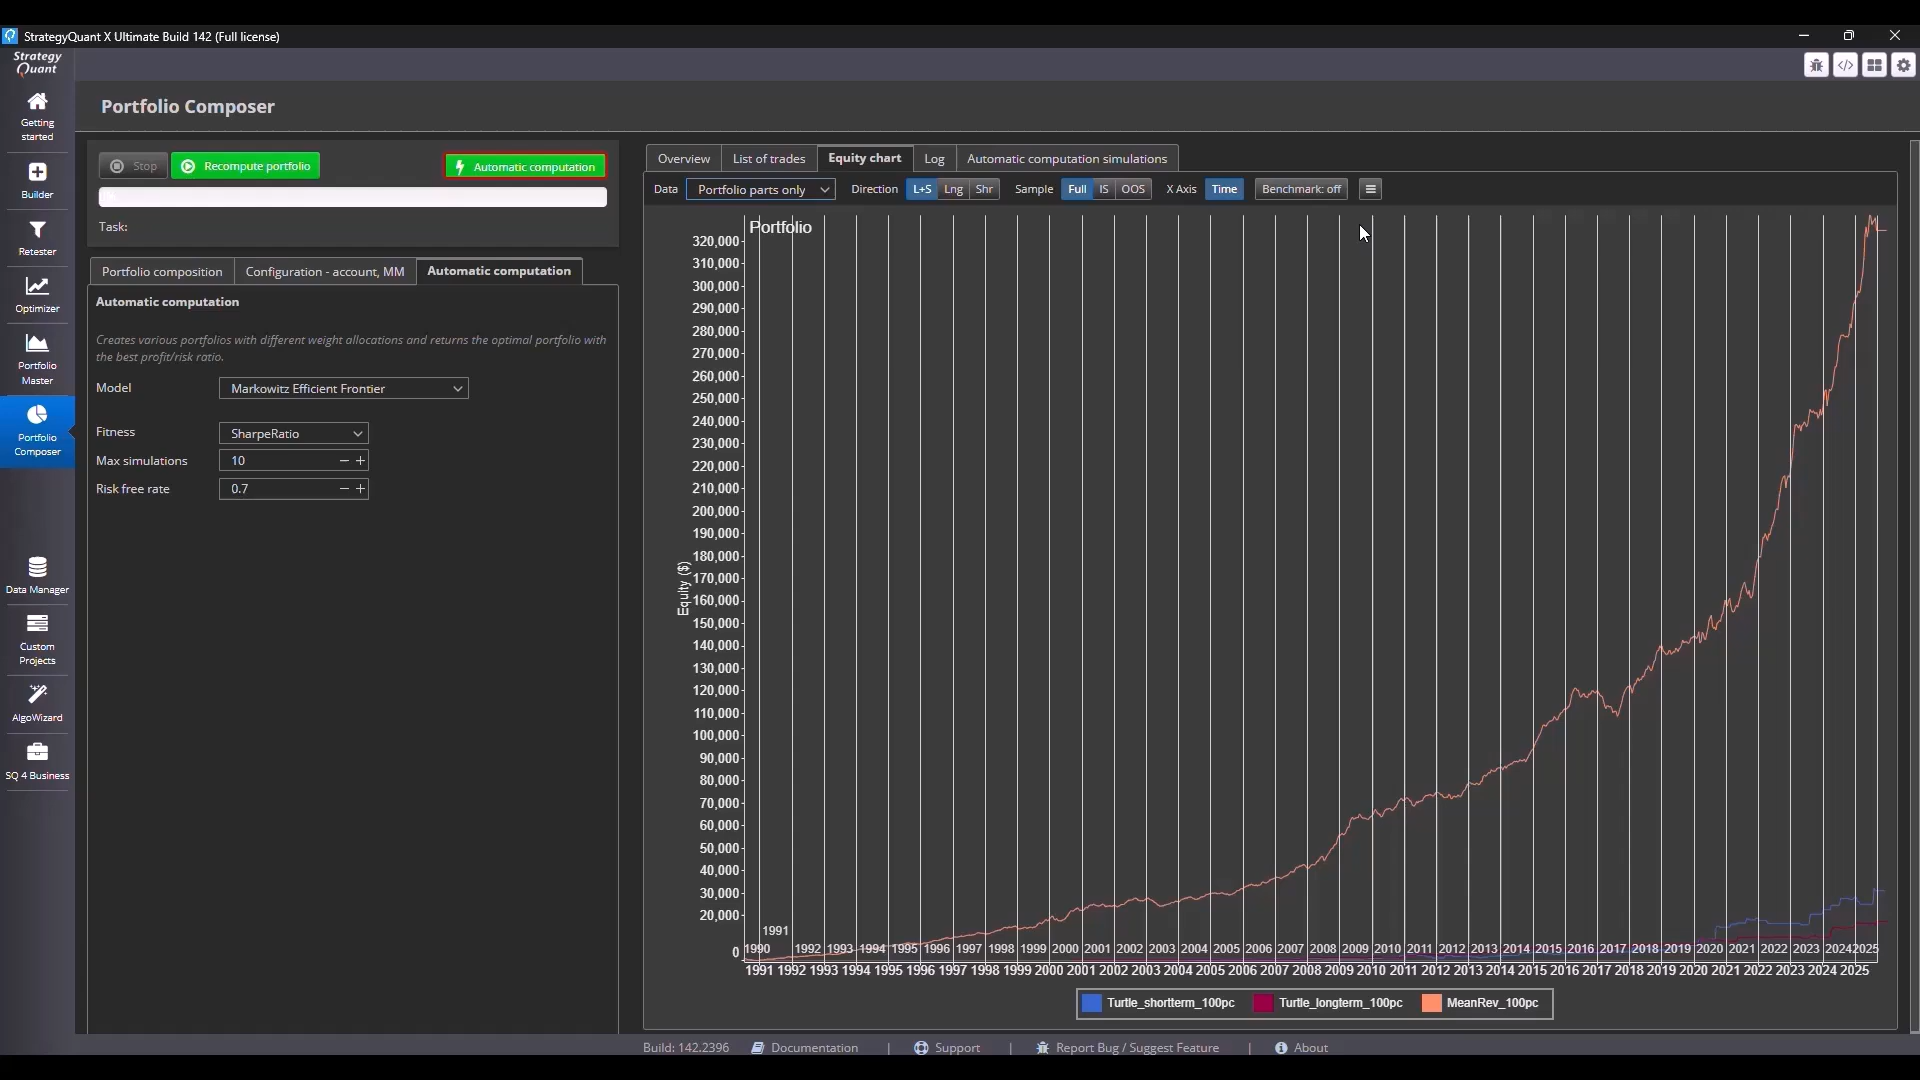 StrategyQuant X Ultimate Build 142 (Full license)
Strategy
Quant
Getting
started
Builder
Retester
Optimizer
Portfolio
Master
Portfolio
Composer
Data Manager
Custom
Projects
AlgoWizard
SQ 4 Business
Portfolio Composer
Stop
Recompute portfolio
Automatic computation
Task:
Portfolio composition
Configuration - account, MM
Automatic computation
Automatic computation
Creates various portfolios with different weight allocations and returns the optimal portfolio with
the best profit/risk ratio.
Model
Markowitz Efficient Frontier
Fitness
SharpeRatio
Max simulations
10
Risk free rate
0.7
Overview
List of trades
Equity chart
Log
Automatic computation simulations
Data
Portfolio parts only
Direction
L+S
Lng
Shr
Sample
Full
IS
OOS
X Axis
Time
Benchmark: off
Portfolio
Equity ($)
320,000
310,000
300,000
290,000
280,000
270,000
260,000
250,000
240,000
230,000
220,000
210,000
200,000
190,000
180,000
170,000
160,000
150,000
140,000
130,000
120,000
110,000
100,000
90,000
80,000
70,000
60,000
50,000
40,000
30,000
20,000
0
1991
1990 1992 1993 1994 1995 1996 1997 1998 1999 2000 2001 2002 2003 2004 2005 2006 2007 2008 2009 2010 2011 2012 2013 2014 2015 2016 2017 2018 2019 2020 2021 2022 2023 2024 2025
1991 1992 1993 1994 1995 1996 1997 1998 1999 2000 2001 2002 2003 2004 2005 2006 2007 2008 2009 2010 2011 2012 2013 2014 2015 2016 2017 2018 2019 2020 2021 2022 2023 2024 2025
Turtle_shortterm_100pc
Turtle_longterm_100pc
MeanRev_100pc
Build: 142.2396
Documentation
|
Support
|
Report Bug / Suggest Feature
|
About